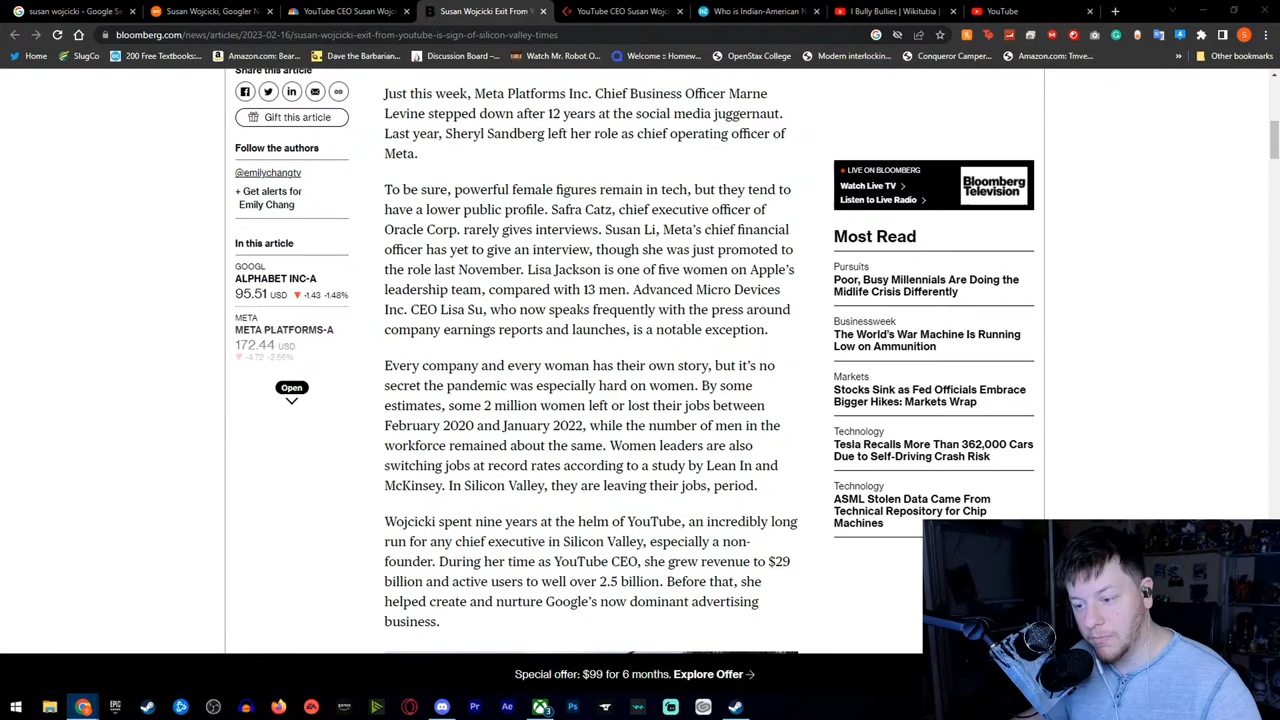 susan wojcicki - Google Se
Susan Wojcicki, Googler N
YouTube CEO Susan Wojci
Susan Wojcicki Exit From Y
YouTube CEO Susan Wojc
Who is Indian-American N
I Bully Bullies | Wikitubia |
YouTube
bloomberg.com/news/articles/2023-02-16/susan-wojcicki-exit-from-youtube-is-sign-of-silicon-valley-times
Home
SlugCo
200 Free Textbooks:...
Amazon.com: Bear...
Dave the Barbarian...
Discussion Board –...
Watch Mr. Robot O...
Welcome :: Homew...
OpenStax College
Modern interlockin...
Conqueror Camper...
Amazon.com: Tmve...
Other bookmarks
Share this article
Gift this article
Follow the authors
@emilychangtv
+ Get alerts for
Emily Chang
In this article
GOOGL
ALPHABET INC-A
95.51 USD ▼ -1.43 -1.48%
META
META PLATFORMS-A
172.44 USD
▼ -4.72 -2.66%
Open
Just this week, Meta Platforms Inc. Chief Business Officer Marne
Levine stepped down after 12 years at the social media juggernaut.
Last year, Sheryl Sandberg left her role as chief operating officer of
Meta.
To be sure, powerful female figures remain in tech, but they tend to
have a lower public profile. Safra Catz, chief executive officer of
Oracle Corp. rarely gives interviews. Susan Li, Meta's chief financial
officer has yet to give an interview, though she was just promoted to
the role last November. Lisa Jackson is one of five women on Apple's
leadership team, compared with 13 men. Advanced Micro Devices
Inc. CEO Lisa Su, who now speaks frequently with the press around
company earnings reports and launches, is a notable exception.
Every company and every woman has their own story, but it's no
secret the pandemic was especially hard on women. By some
estimates, some 2 million women left or lost their jobs between
February 2020 and January 2022, while the number of men in the
workforce remained about the same. Women leaders are also
switching jobs at record rates according to a study by Lean In and
McKinsey. In Silicon Valley, they are leaving their jobs, period.
Wojcicki spent nine years at the helm of YouTube, an incredibly long
run for any chief executive in Silicon Valley, especially a non-
founder. During her time as YouTube CEO, she grew revenue to $29
billion and active users to well over 2.5 billion. Before that, she
helped create and nurture Google's now dominant advertising
business.
LIVE ON BLOOMBERG
Watch Live TV
Listen to Live Radio
Bloomberg
Television
Most Read
Pursuits
Poor, Busy Millennials Are Doing the
Midlife Crisis Differently
Businessweek
The World's War Machine Is Running
Low on Ammunition
Markets
Stocks Sink as Fed Officials Embrace
Bigger Hikes: Markets Wrap
Technology
Tesla Recalls More Than 362,000 Cars
Due to Self-Driving Crash Risk
Technology
ASML Stolen Data Came From
Technical Repository for Chip
Machines
Special offer: $99 for 6 months. Explore Offer